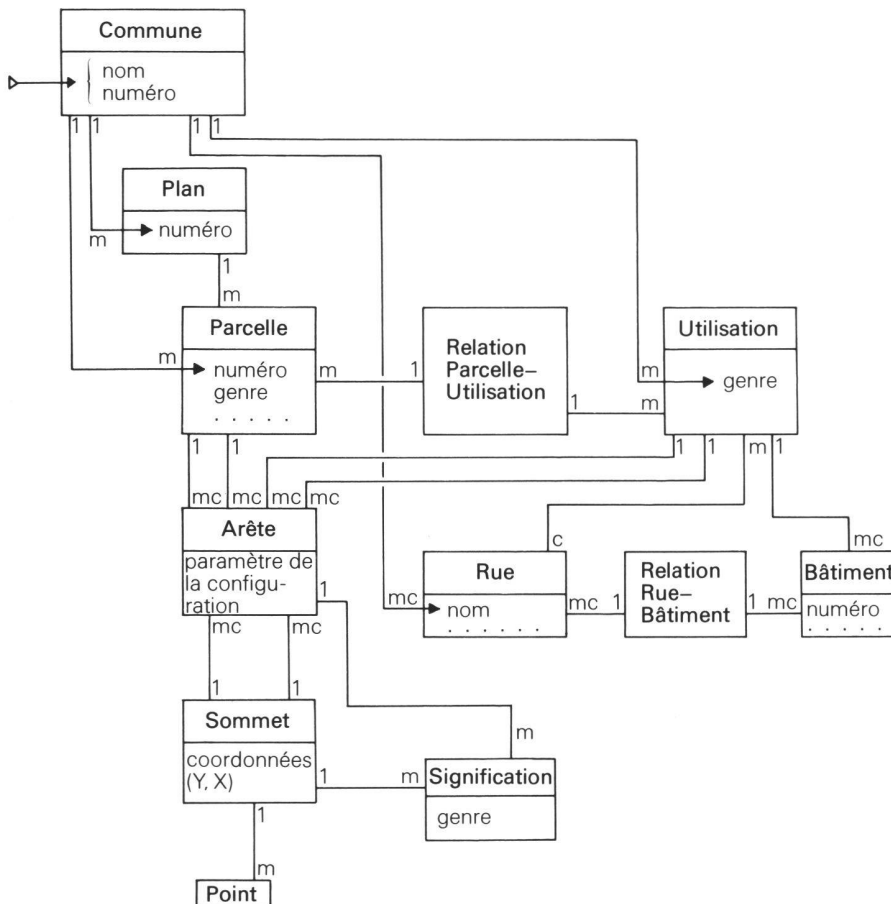 Commune
nom
numéro
1 1 1 1
Plan
m numéro
1
m
Parcelle
Relation
Parcelle–
Utilisation
Utilisation
m numéro
genre
. . . . .
m 1
1 m
m genre
1 1 1 1 m 1
mc mc mc mc
Arête
paramètre de
la configu-
ration
1
c
mc
Rue
mc nom
. . . . . .
mc 1
Relation
Rue–
Bâtiment
1 mc
Bâtiment
numéro
. . . . .
mc mc
1 1
Sommet
coordonnées
(Y, X)
1 m
m
Signification
genre
1
m
Point